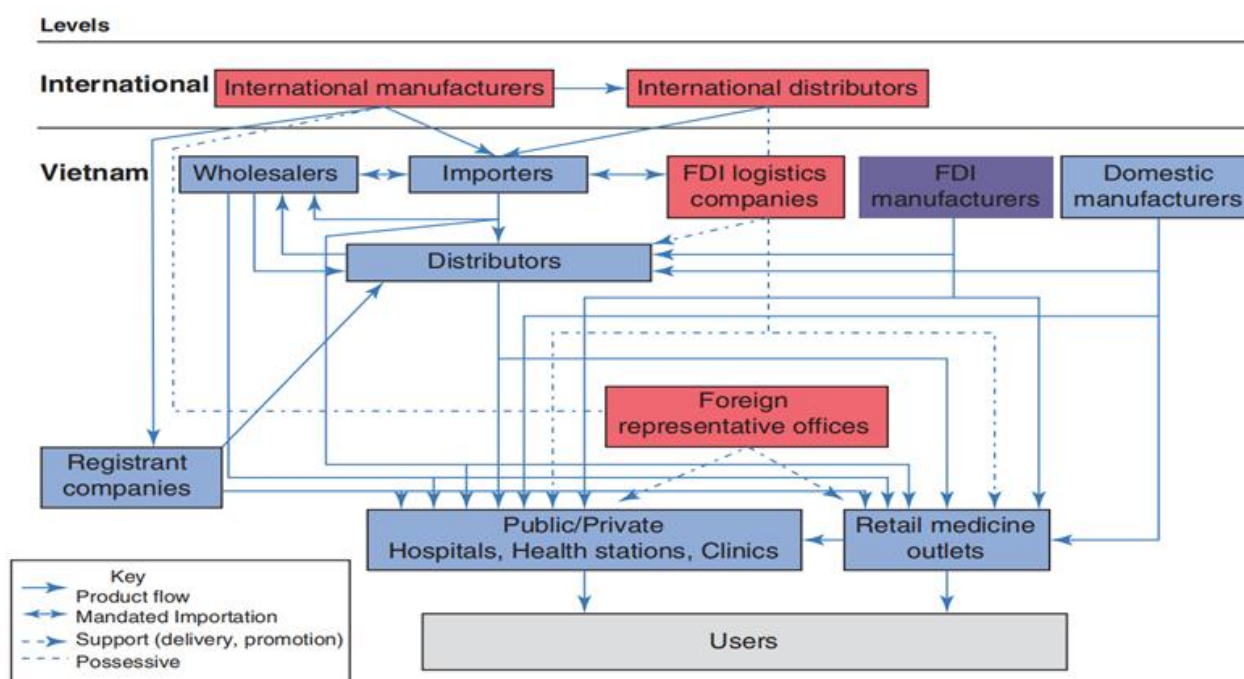 Levels
International
International manufacturers
International distributors
Vietnam
Wholesalers
Importers
FDI logistics
companies
FDI
manufacturers
Domestic
manufacturers
Distributors
Foreign
representative offices
Registrant
companies
Public/Private
Hospitals, Health stations, Clinics
Retail medicine
outlets
Key
Product flow
Mandated Importation
Support (delivery, promotion)
Possessive
Users